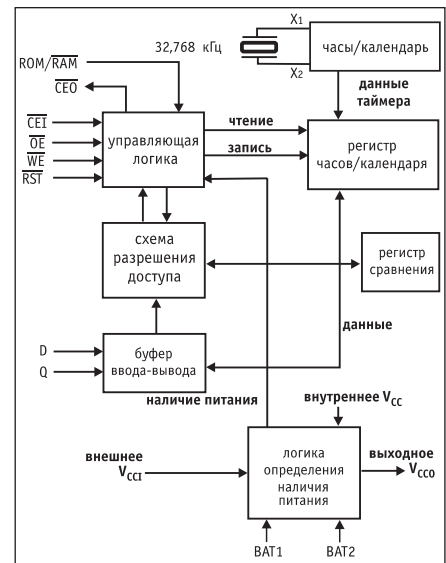 X1
32,768 кГц
часы/календарь
ROM/RAM
X2
CEO
данные
таймера
CEI
OE
WE
RST
управляющая
логика
чтение
запись
регистр
часов/календаря
схема
разрешения
доступа
регистр
сравнения
данные
D
Q
буфер
ввода-вывода
наличие питания
внутреннее VCC
внешнее
VCCI
логика
определения
наличия
питания
выходное
VCCO
BAT1
BAT2